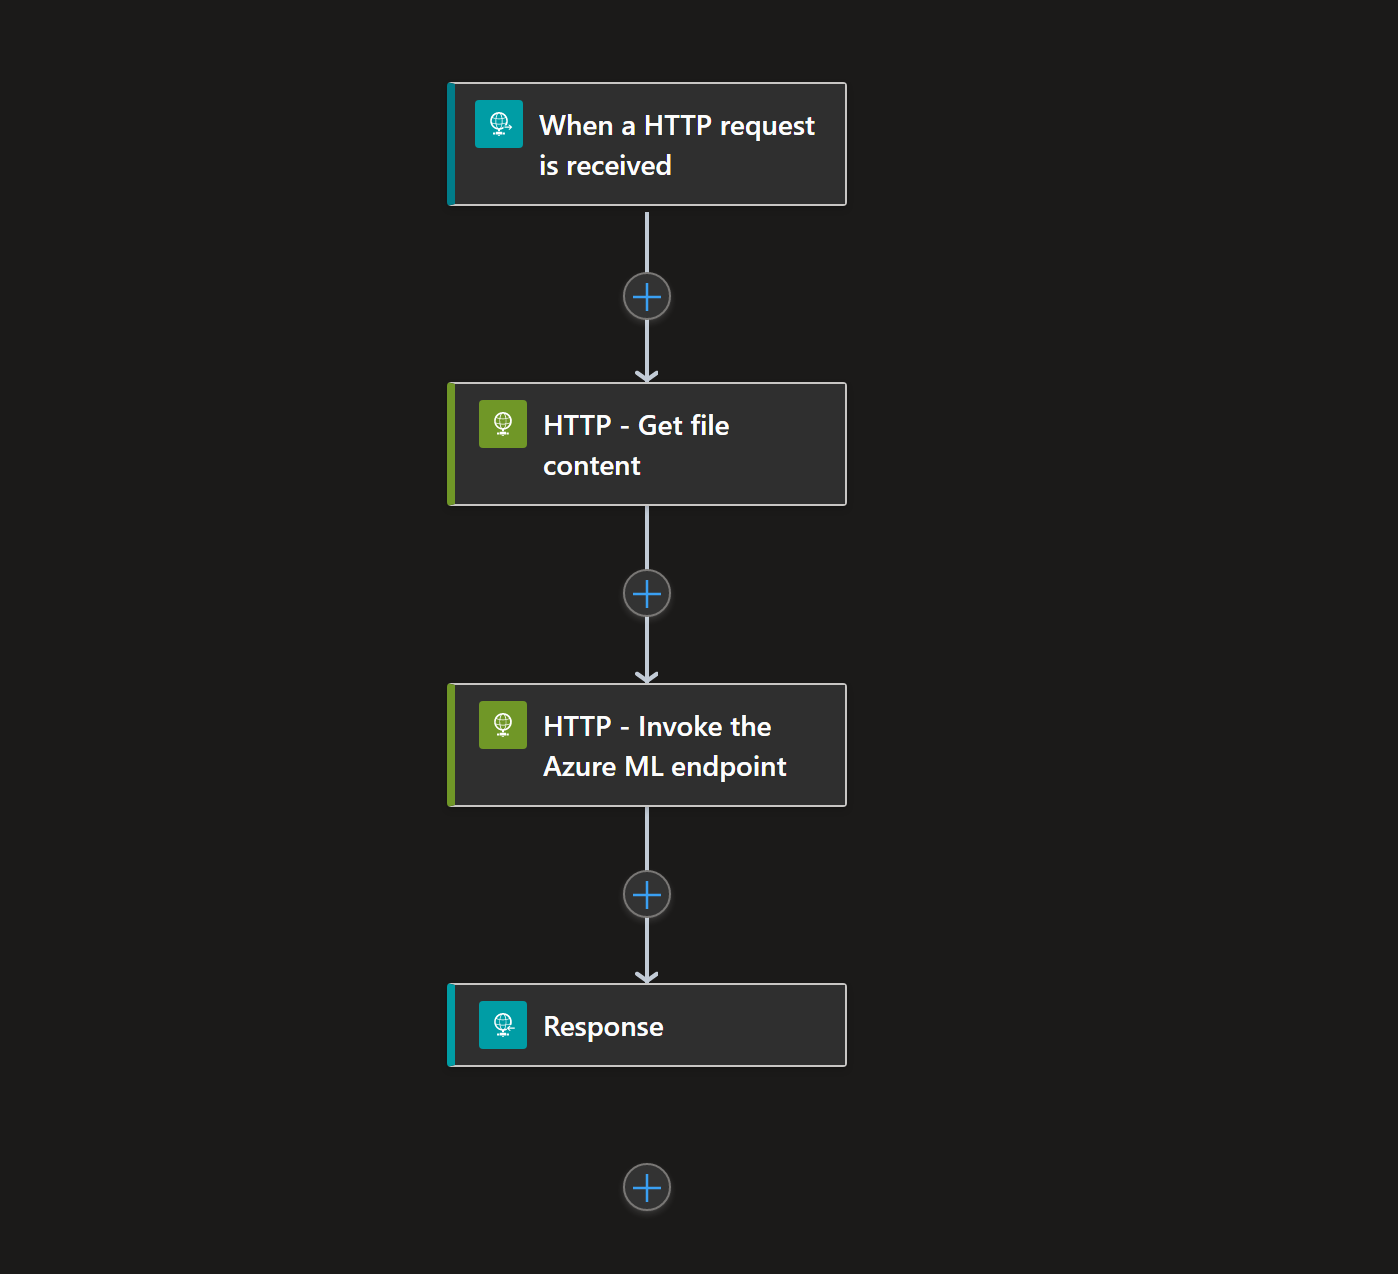 When a HTTP request
is received
HTTP - Get file
content
HTTP - Invoke the
Azure ML endpoint
Response